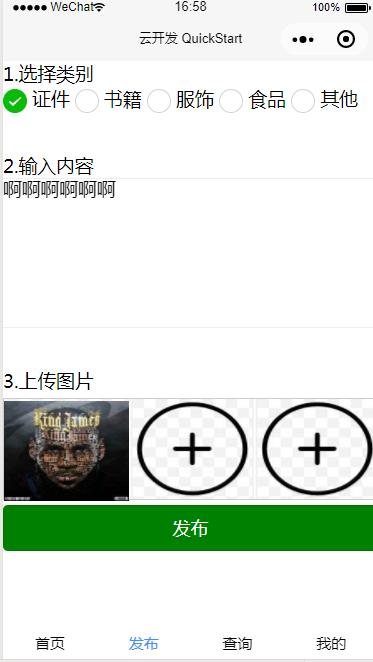 WeChat 16:58 100%
云开发 QuickStart
1.选择类别
证件 书籍 服饰 食品 其他
2.输入内容
啊啊啊啊啊啊
3.上传图片
King James
King James
发布
首页 发布 查询 我的